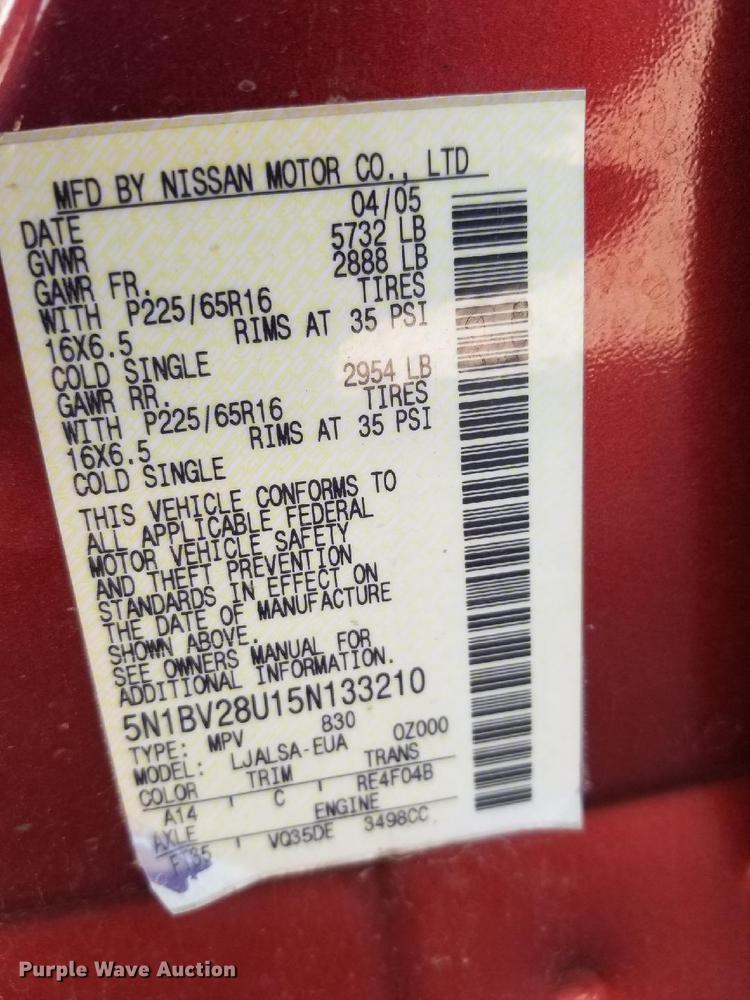 MFD BY NISSAN MOTOR CO., LTD
DATE 04/05
GVWR 5732 LB
GAWR FR. 2888 LB
WITH P225/65R16 TIRES
16X6.5 RIMS AT 35 PSI
COLD SINGLE
GAWR RR. 2954 LB
WITH P225/65R16 TIRES
16X6.5 RIMS AT 35 PSI
COLD SINGLE
THIS VEHICLE CONFORMS TO
ALL APPLICABLE FEDERAL
MOTOR VEHICLE SAFETY
AND THEFT PREVENTION
STANDARDS IN EFFECT ON
THE DATE OF MANUFACTURE
SHOWN ABOVE.
SEE OWNERS MANUAL FOR
ADDITIONAL INFORMATION.
5N1BV28U15N133210
TYPE: MPV 830
MODEL: LJALSA-EUA 0Z000
COLOR TRIM TRANS
A14 C RE4F04B
AXLE ENGINE
FT35 VQ35DE 3498CC
Purple Wave Auction